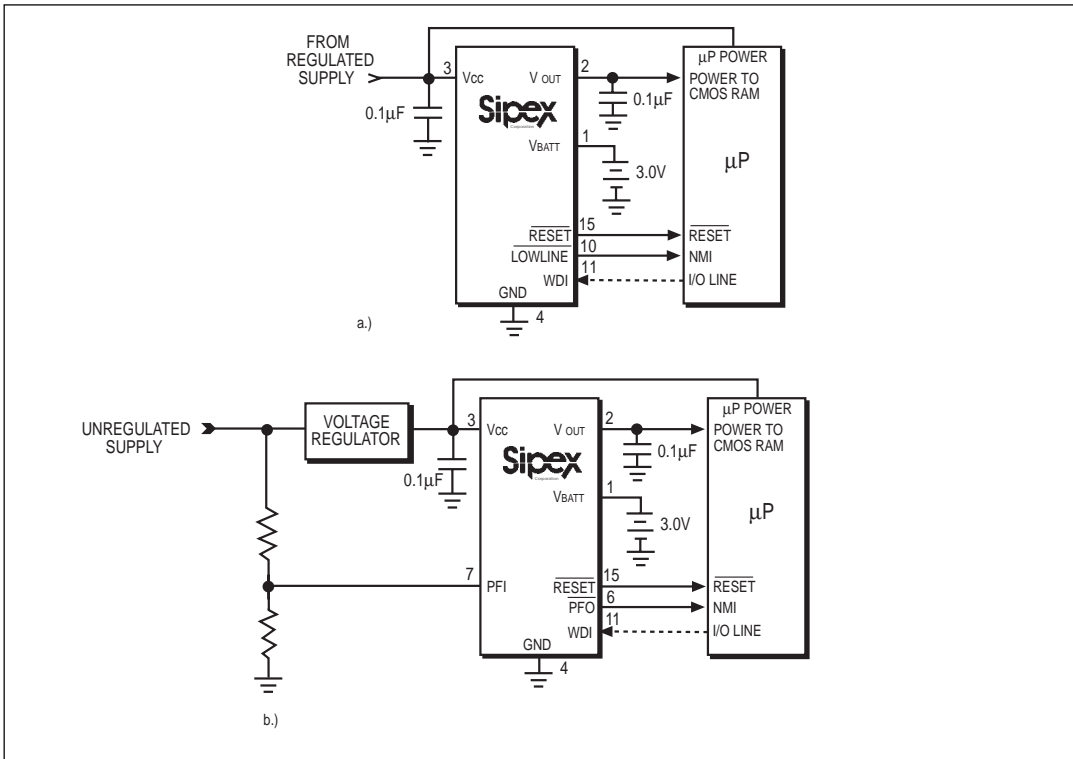 FROM
REGULATED
SUPPLY
3
Vcc
0.1µF
V OUT
2
0.1µF
Sipex
Corporation
VBATT
1
3.0V
RESET
15
LOWLINE
10
WDI
11
GND
4
µP POWER
POWER TO
CMOS RAM
µP
RESET
NMI
I/O LINE
a.)
UNREGULATED
SUPPLY
VOLTAGE
REGULATOR
3
Vcc
0.1µF
V OUT
2
0.1µF
Sipex
Corporation
VBATT
1
3.0V
7
PFI
RESET
15
PFO
6
WDI
11
GND
4
µP POWER
POWER TO
CMOS RAM
µP
RESET
NMI
I/O LINE
b.)